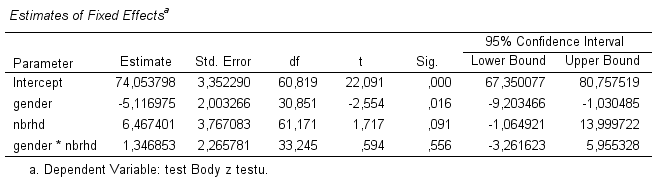 Estimates of Fixed Effects a
95% Confidence Interval
Parameter Estimate Std. Error df t Sig. Lower Bound Upper Bound
Intercept 74,053798 3,352290 60,819 22,091 ,000 67,350077 80,757519
gender -5,116975 2,003266 30,851 -2,554 ,016 -9,203466 -1,030485
nbrhd 6,467401 3,767083 61,171 1,717 ,091 -1,064921 13,999722
gender * nbrhd 1,346853 2,265781 33,245 ,594 ,556 -3,261623 5,955328
a. Dependent Variable: test Body z testu.